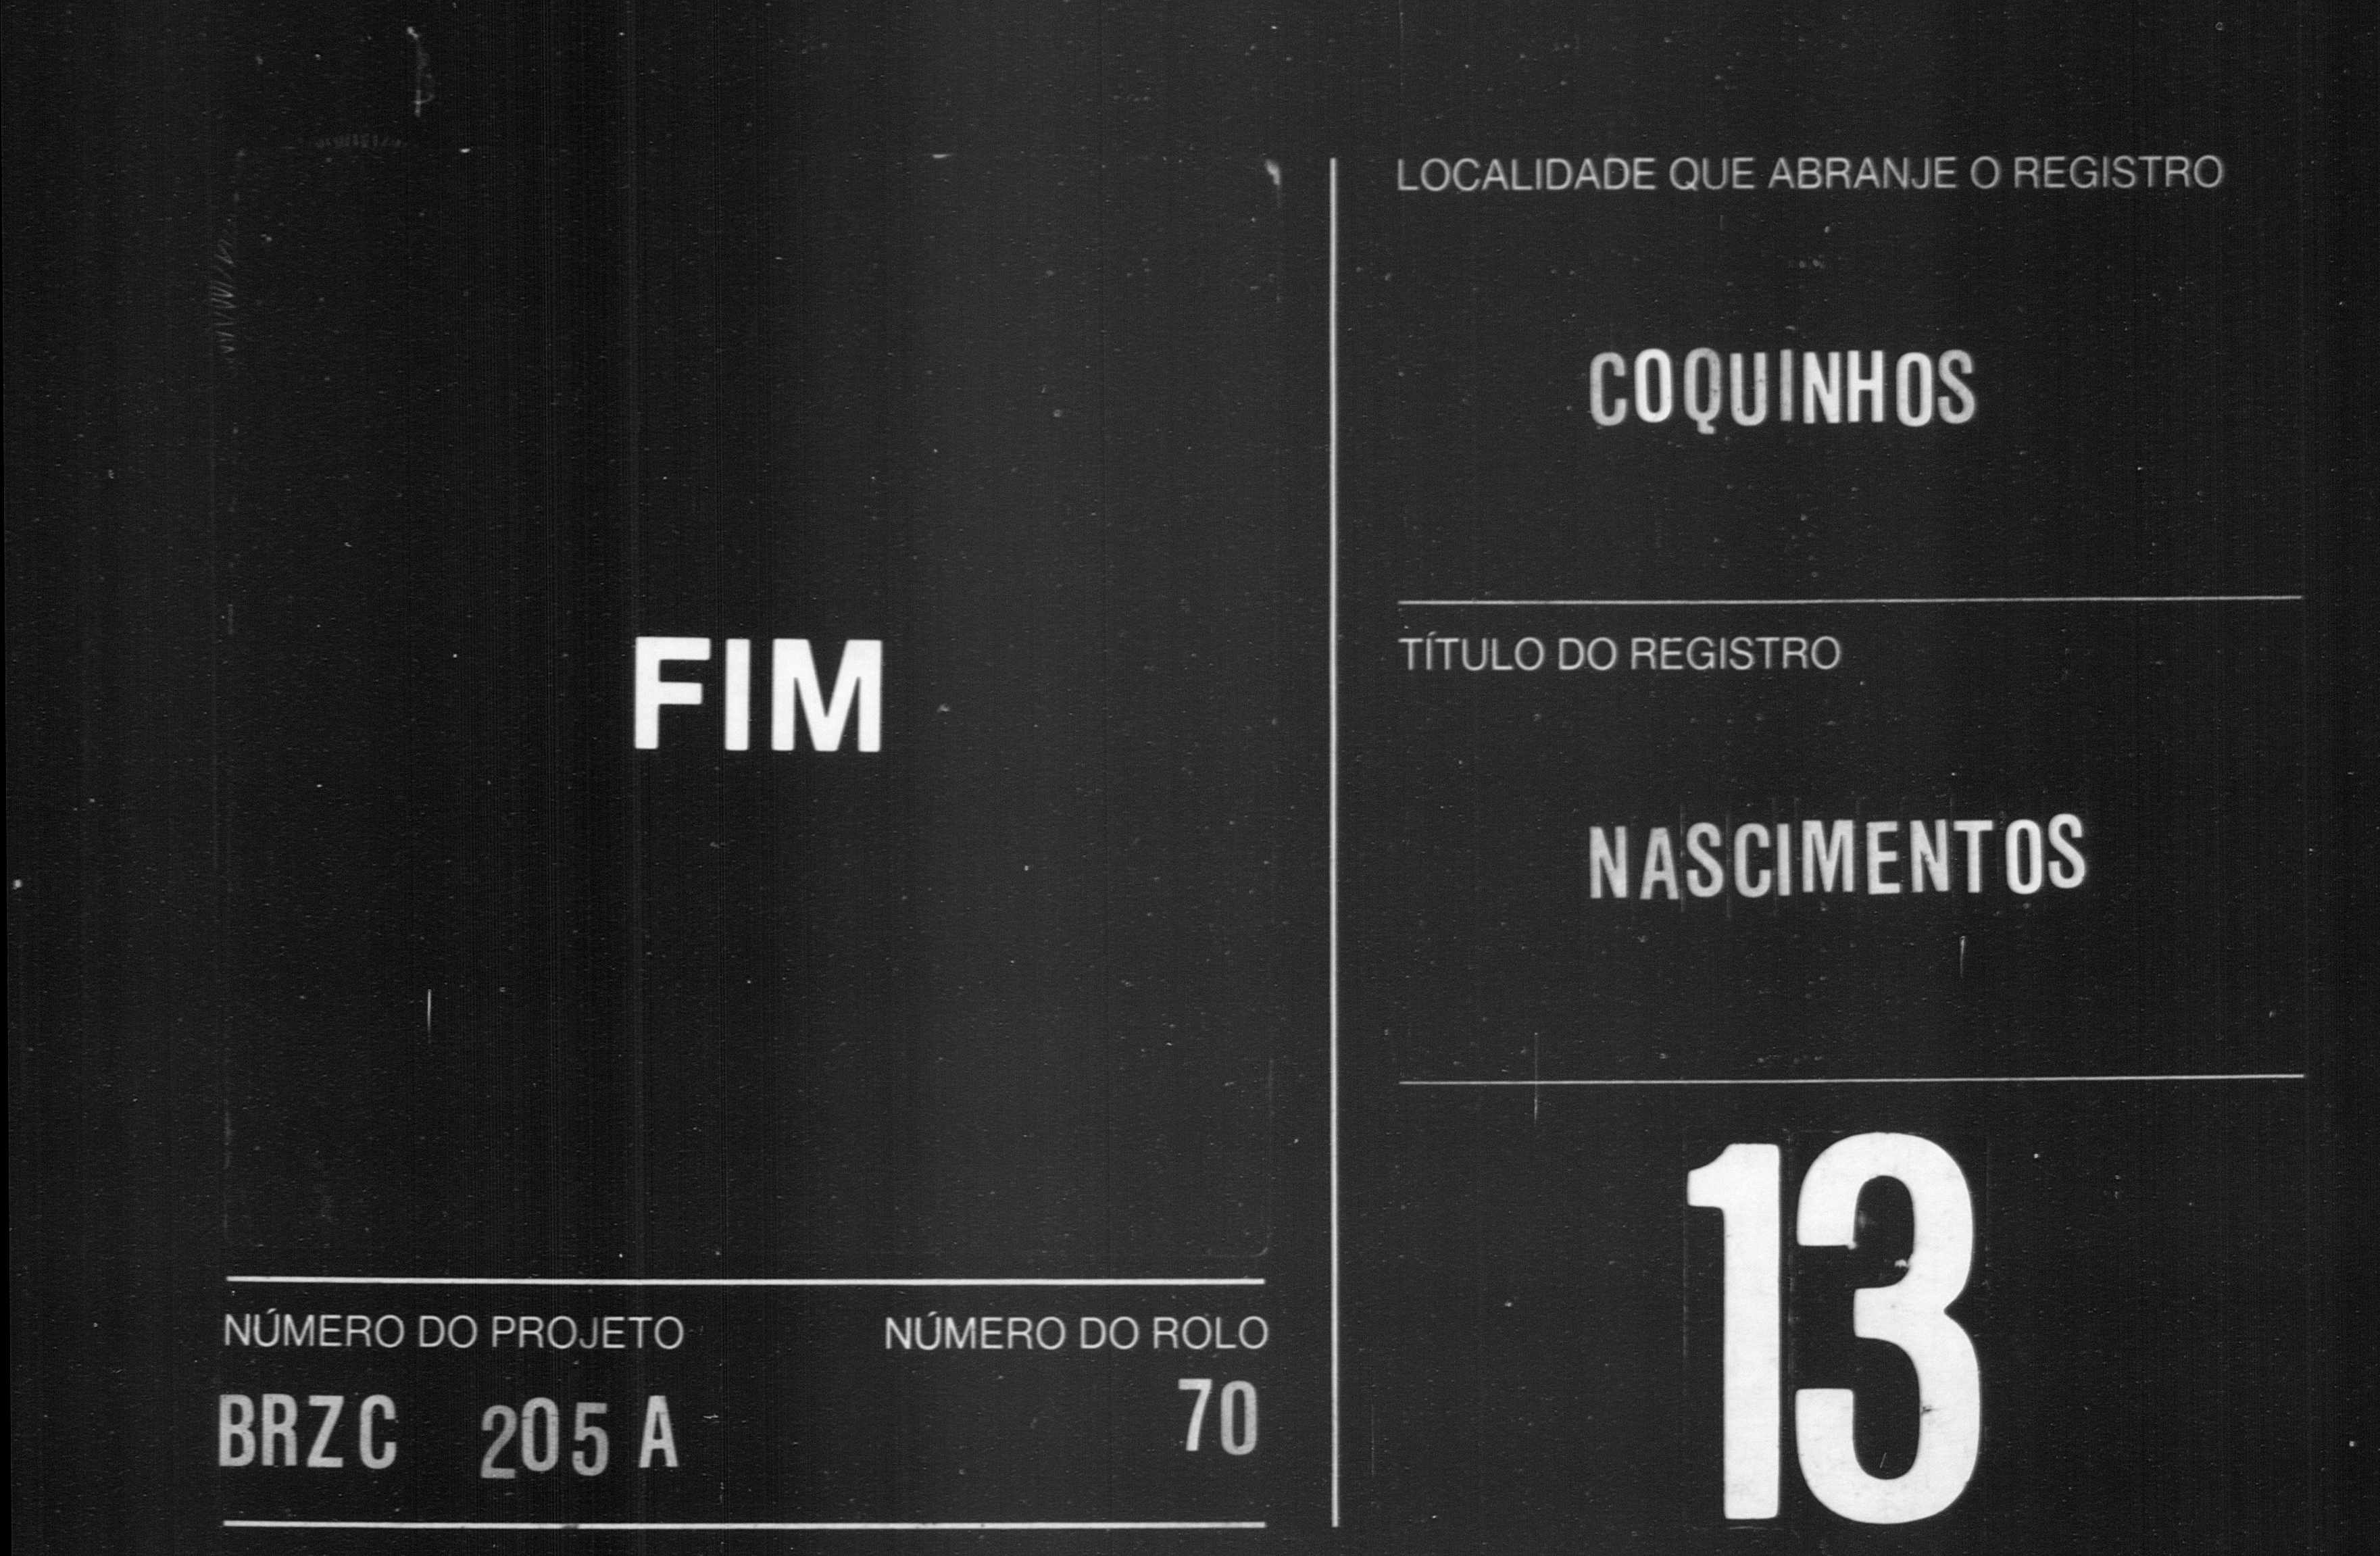 FIM
NÚMERO DO PROJETO
BRZC 205 A
NÚMERO DO ROLO
70
LOCALIDADE QUE ABRANJE O REGISTRO
COQUINHOS
TÍTULO DO REGISTRO
NASCIMENTOS
13